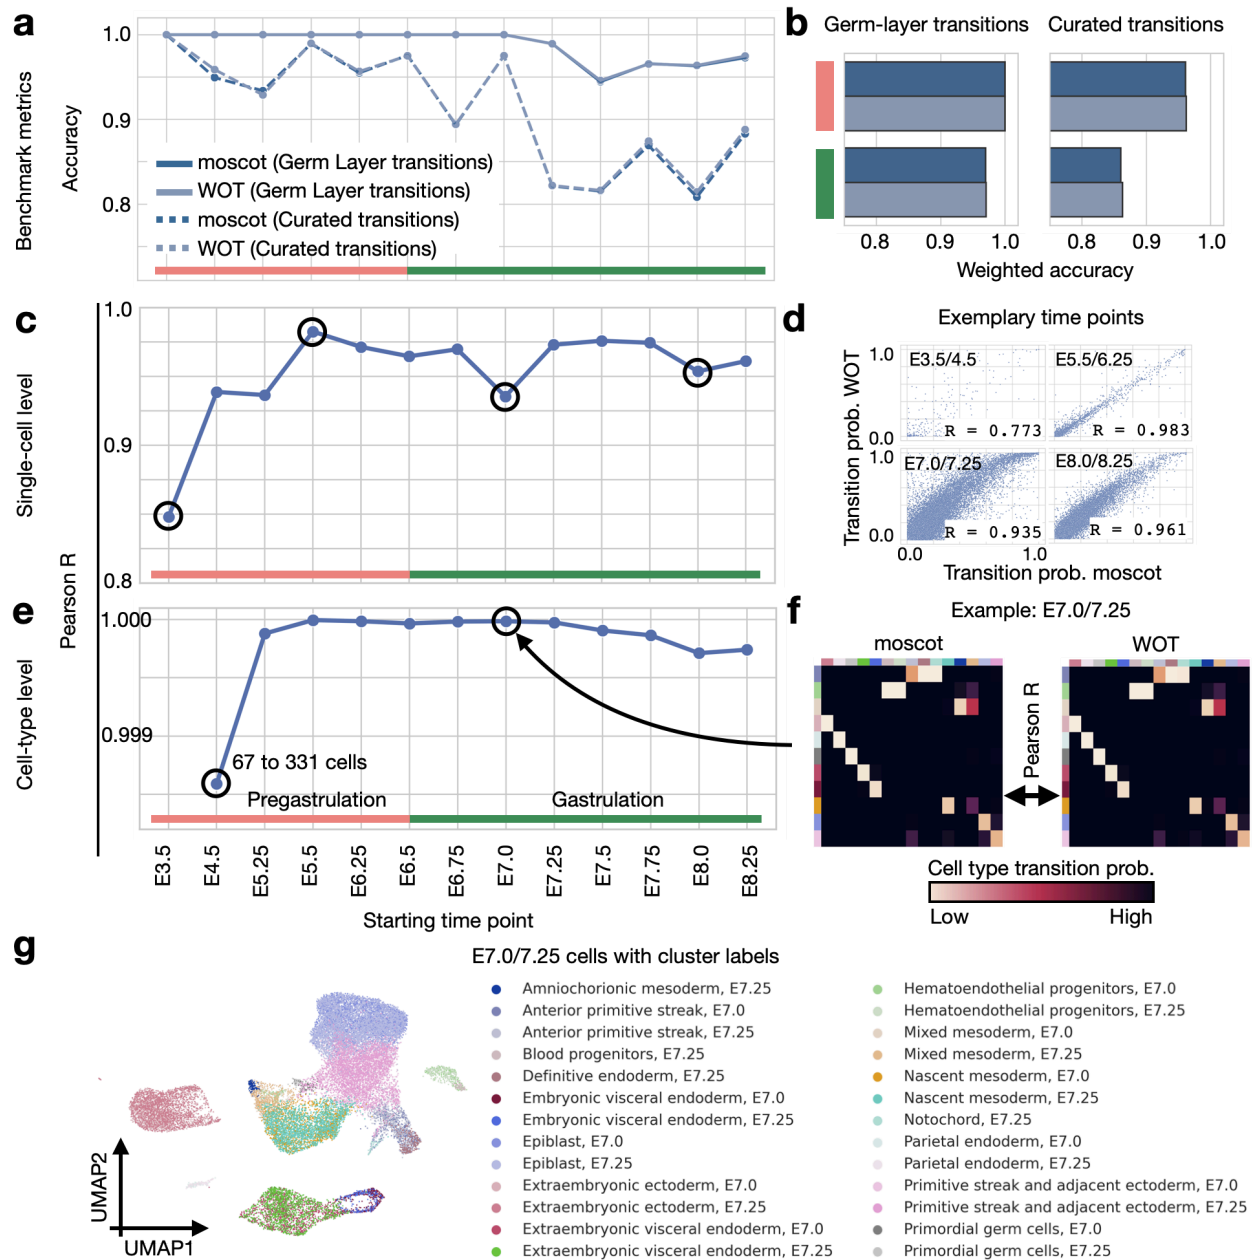 a
Benchmark metrics
Accuracy
1.0
0.9
0.8
moscot (Germ Layer transitions)
WOT (Germ Layer transitions)
moscot (Curated transitions)
WOT (Curated transitions)
b
Germ-layer transitions
Curated transitions
0.8
0.9
1.0
0.8
0.9
1.0
Weighted accuracy
c
Single-cell level
Pearson R
1.0
0.9
0.8
d
Exemplary time points
Transition prob. WOT
1.0
0.0
1.0
0.0
E3.5/4.5
R = 0.773
E5.5/6.25
R = 0.983
E7.0/7.25
R = 0.935
E8.0/8.25
R = 0.961
0.0
1.0
Transition prob. moscot
e
Cell-type level
1.000
0.999
67 to 331 cells
Pregastrulation
Gastrulation
E3.5
E4.5
E5.25
E5.5
E6.25
E6.5
E6.75
E7.0
E7.25
E7.5
E7.75
E8.0
E8.25
Starting time point
f
Example: E7.0/7.25
moscot
WOT
Pearson R
Cell type transition prob.
Low
High
g
E7.0/7.25 cells with cluster labels
UMAP2
UMAP1
Amniochorionic mesoderm, E7.25
Anterior primitive streak, E7.0
Anterior primitive streak, E7.25
Blood progenitors, E7.25
Definitive endoderm, E7.25
Embryonic visceral endoderm, E7.0
Embryonic visceral endoderm, E7.25
Epiblast, E7.0
Epiblast, E7.25
Extraembryonic ectoderm, E7.0
Extraembryonic ectoderm, E7.25
Extraembryonic visceral endoderm, E7.0
Extraembryonic visceral endoderm, E7.25
Hematoendothelial progenitors, E7.0
Hematoendothelial progenitors, E7.25
Mixed mesoderm, E7.0
Mixed mesoderm, E7.25
Nascent mesoderm, E7.0
Nascent mesoderm, E7.25
Notochord, E7.25
Parietal endoderm, E7.0
Parietal endoderm, E7.25
Primitive streak and adjacent ectoderm, E7.0
Primitive streak and adjacent ectoderm, E7.25
Primordial germ cells, E7.0
Primordial germ cells, E7.25